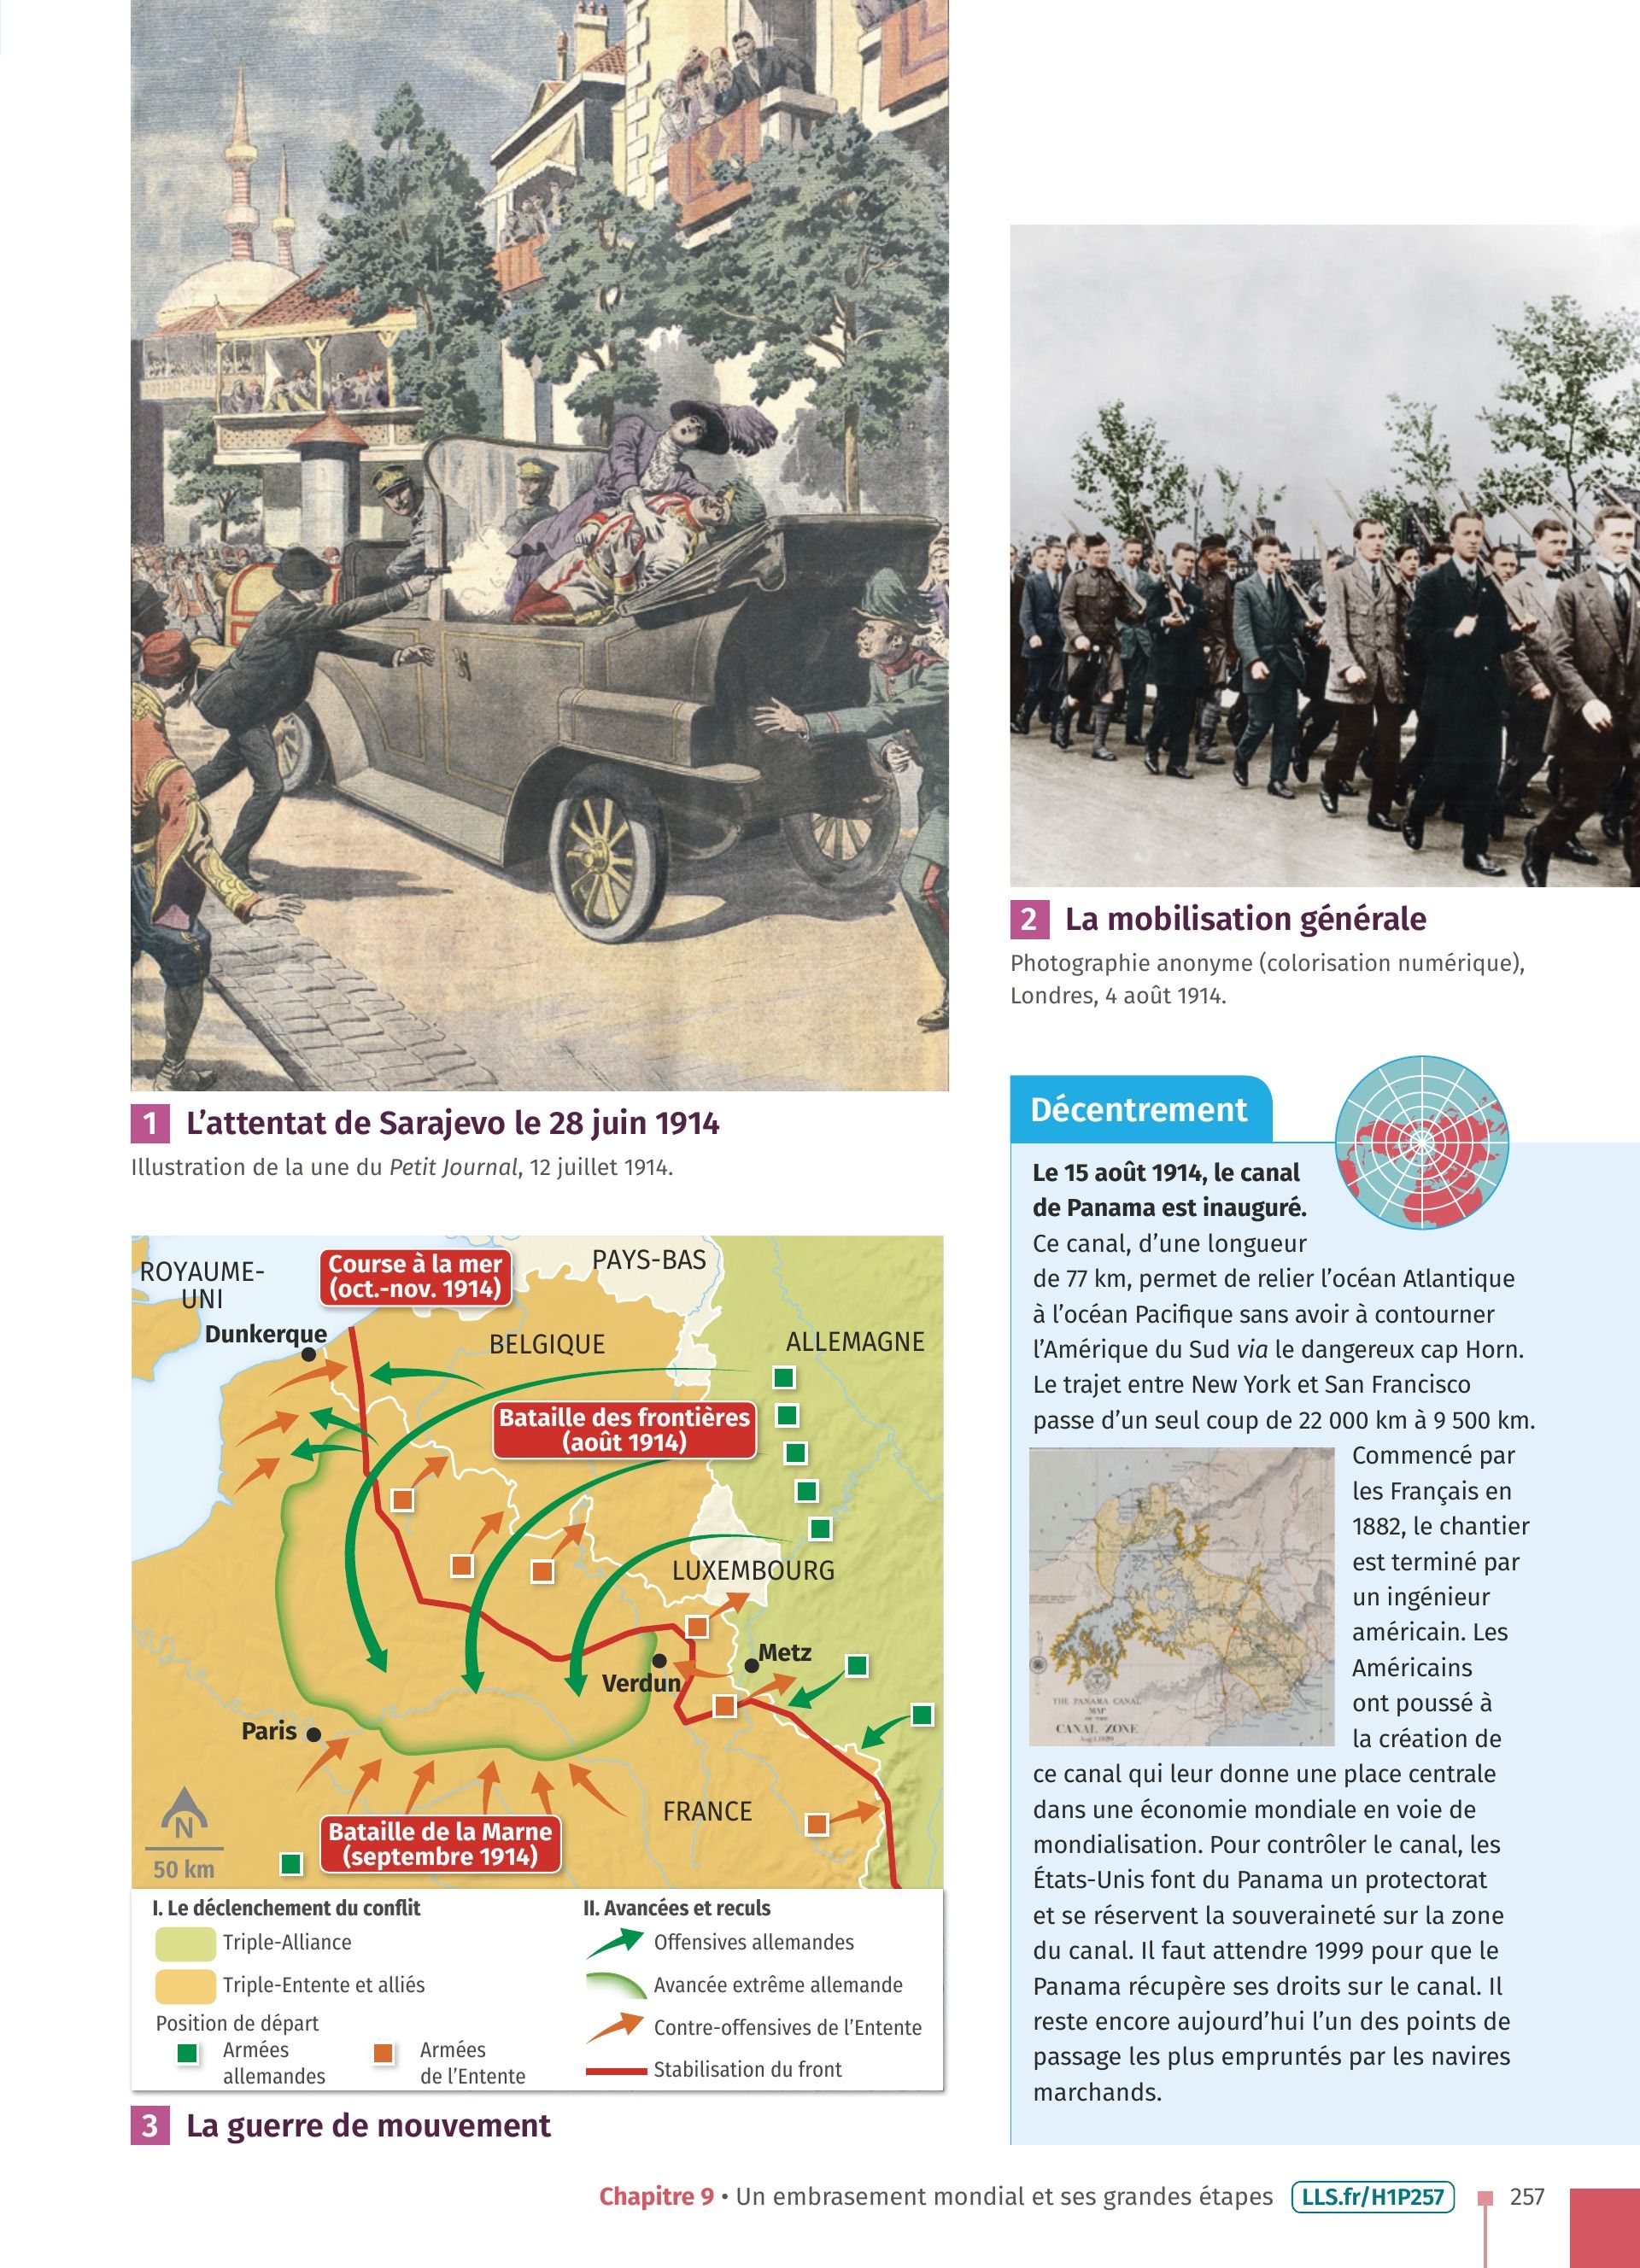 1 L’attentat de Sarajevo le 28 juin 1914
Illustration de la une du Petit Journal, 12 juillet 1914.
2 La mobilisation générale
Photographie anonyme (colorisation numérique),
Londres, 4 août 1914.
ROYAUME-
UNI
Course à la mer
(oct.-nov. 1914)
PAYS-BAS
Dunkerque
BELGIQUE
ALLEMAGNE
Bataille des frontières
(août 1914)
LUXEMBOURG
Metz
Verdun
Paris
FRANCE
Bataille de la Marne
(septembre 1914)
N
50 km
I. Le déclenchement du conflit
Triple-Alliance
Triple-Entente et alliés
Position de départ
Armées
allemandes
Armées
de l’Entente
II. Avancées et reculs
Offensives allemandes
Avancée extrême allemande
Contre-offensives de l’Entente
Stabilisation du front
3 La guerre de mouvement
Décentrement
Le 15 août 1914, le canal
de Panama est inauguré.
Ce canal, d’une longueur
de 77 km, permet de relier l’océan Atlantique
à l’océan Pacifique sans avoir à contourner
l’Amérique du Sud via le dangereux cap Horn.
Le trajet entre New York et San Francisco
passe d’un seul coup de 22 000 km à 9 500 km.
Commencé par
les Français en
1882, le chantier
est terminé par
un ingénieur
américain. Les
Américains
ont poussé à
la création de
THE PANAMA CANAL
MAP
CANAL ZONE
ce canal qui leur donne une place centrale
dans une économie mondiale en voie de
mondialisation. Pour contrôler le canal, les
États-Unis font du Panama un protectorat
et se réservent la souveraineté sur la zone
du canal. Il faut attendre 1999 pour que le
Panama récupère ses droits sur le canal. Il
reste encore aujourd’hui l’un des points de
passage les plus empruntés par les navires
marchands.
Chapitre 9 • Un embrasement mondial et ses grandes étapes LLS.fr/H1P257 257